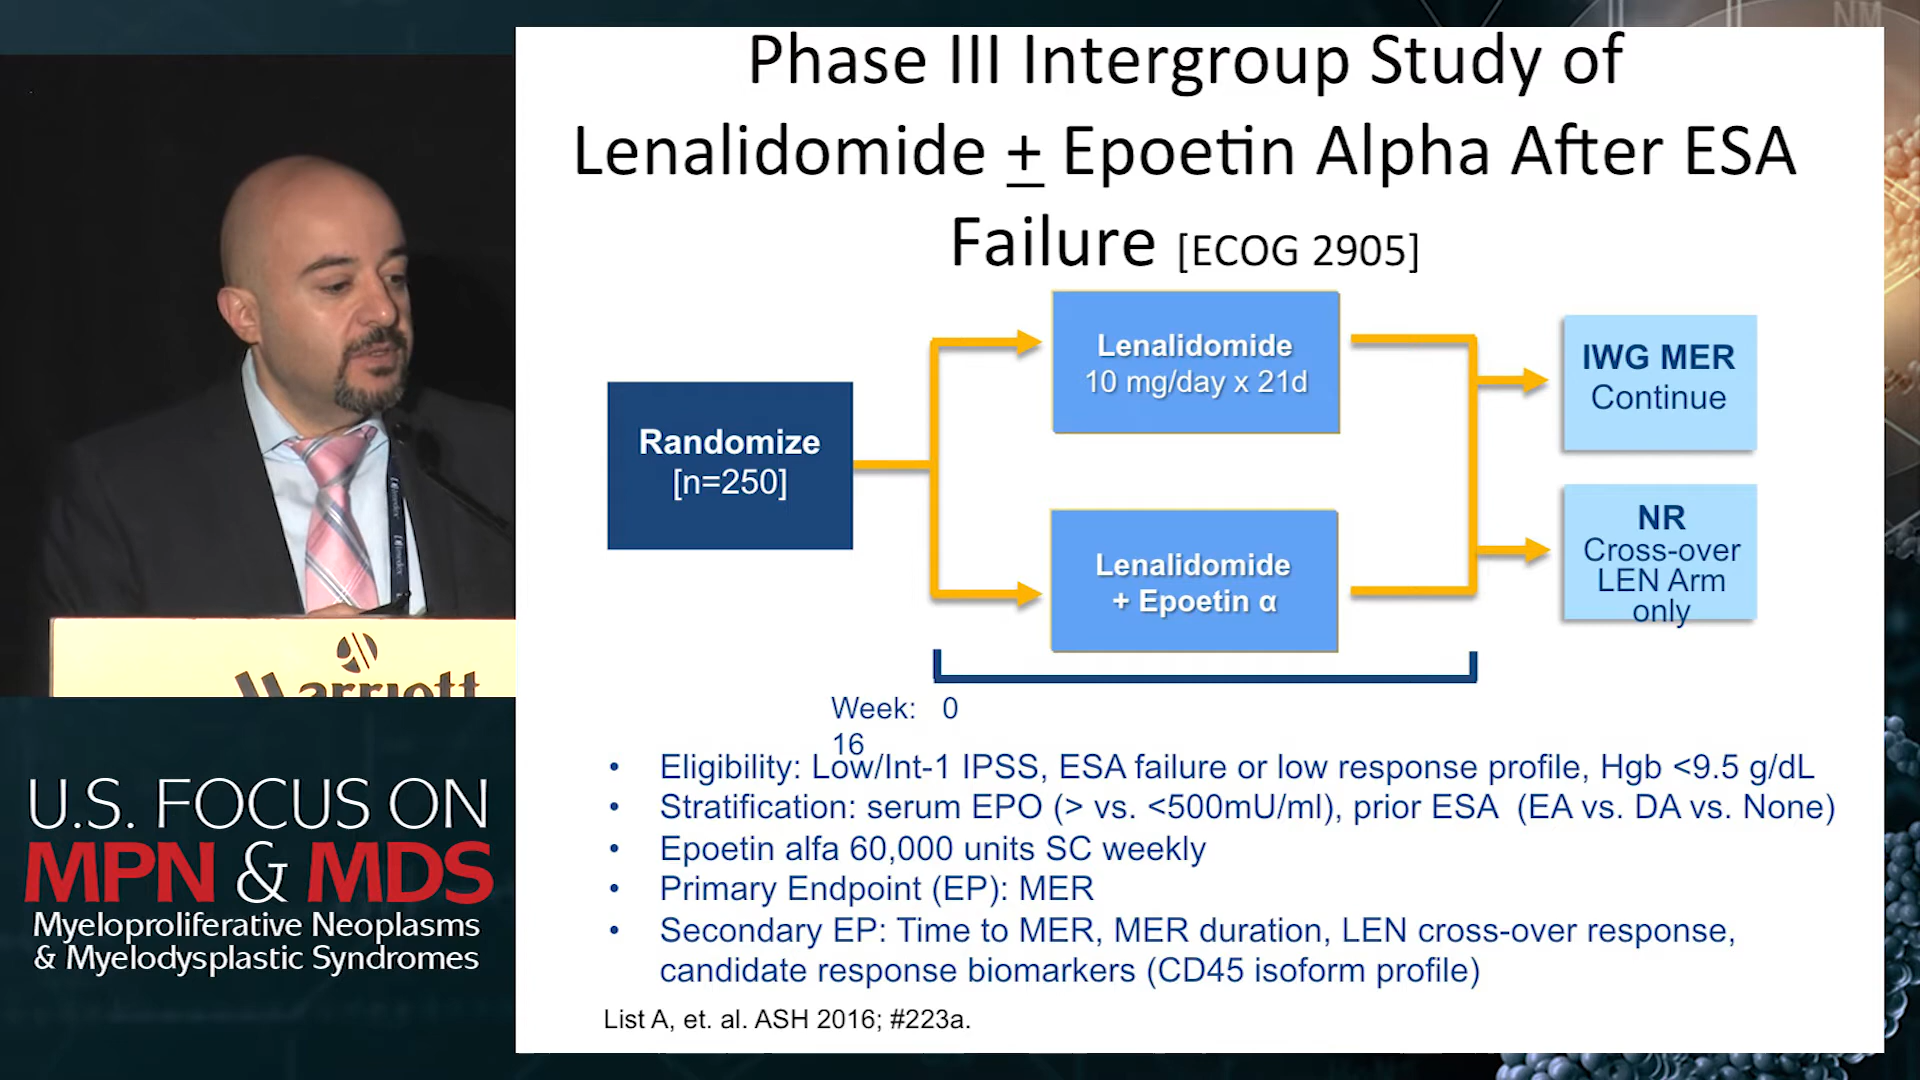 NM
Phase III Intergroup Study of
Lenalidomide ± Epoetin Alpha After ESA
Failure [ECOG 2905]
Randomize
[n=250]
Lenalidomide
10 mg/day x 21d
Lenalidomide
+ Epoetin α
IWG MER
Continue
NR
Cross-over
LEN Arm
only
Week: 0
16
• Eligibility: Low/Int-1 IPSS, ESA failure or low response profile, Hgb <9.5 g/dL
• Stratification: serum EPO (> vs. <500mU/ml), prior ESA (EA vs. DA vs. None)
• Epoetin alfa 60,000 units SC weekly
• Primary Endpoint (EP): MER
• Secondary EP: Time to MER, MER duration, LEN cross-over response,
candidate response biomarkers (CD45 isoform profile)
List A, et. al. ASH 2016; #223a.
Marriott
U.S. FOCUS ON
MPN & MDS
Myeloproliferative Neoplasms
& Myelodysplastic Syndromes